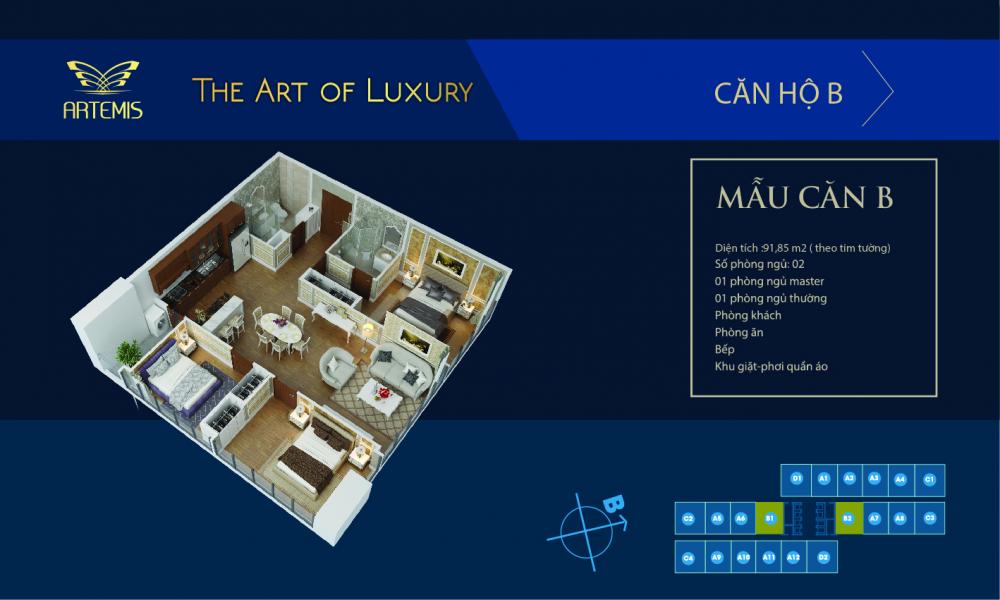 ARTEMIS
THE ART OF LUXURY
CĂN HỘ B
MẪU CĂN B
Diện tích :91,85 m2 ( theo tim tường)
Số phòng ngủ: 02
01 phòng ngủ master
01 phòng ngủ thường
Phòng khách
Phòng ăn
Bếp
Khu giặt-phơi quần áo
B
D1 A1 A2 A3 A4 C1
C2 A5 A6 B1 B2 A7 A8 C3
C4 A9 A10 A11 A12 D2